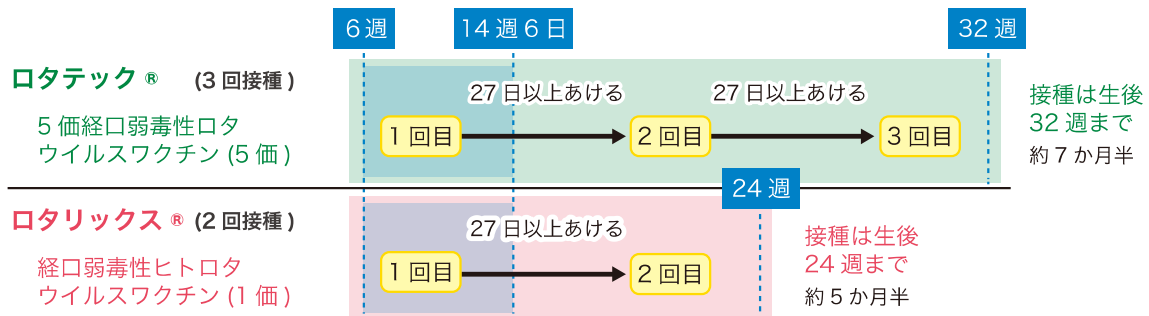 6週
14週6日
32週
ロタテック® (3回接種)
5価経口弱毒性ロタ
ウイルスワクチン(5価)
27日以上あける
27日以上あける
1回目
2回目
3回目
接種は生後
32週まで
約7か月半
24週
ロタリックス® (2回接種)
経口弱毒性ヒトロタ
ウイルスワクチン(1価)
27日以上あける
1回目
2回目
接種は生後
24週まで
約5か月半